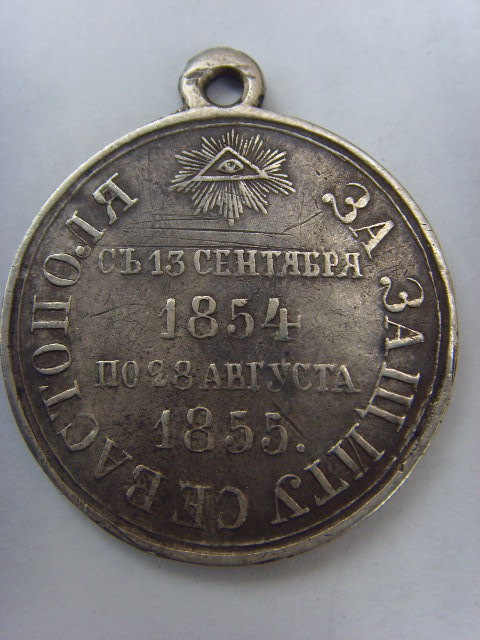 ЗА ЗАЩИТУ СЕВАСТОПОЛЯ
СЪ 13 СЕНТЯБРЯ
1854
ПО 28 АВГУСТА
1855.